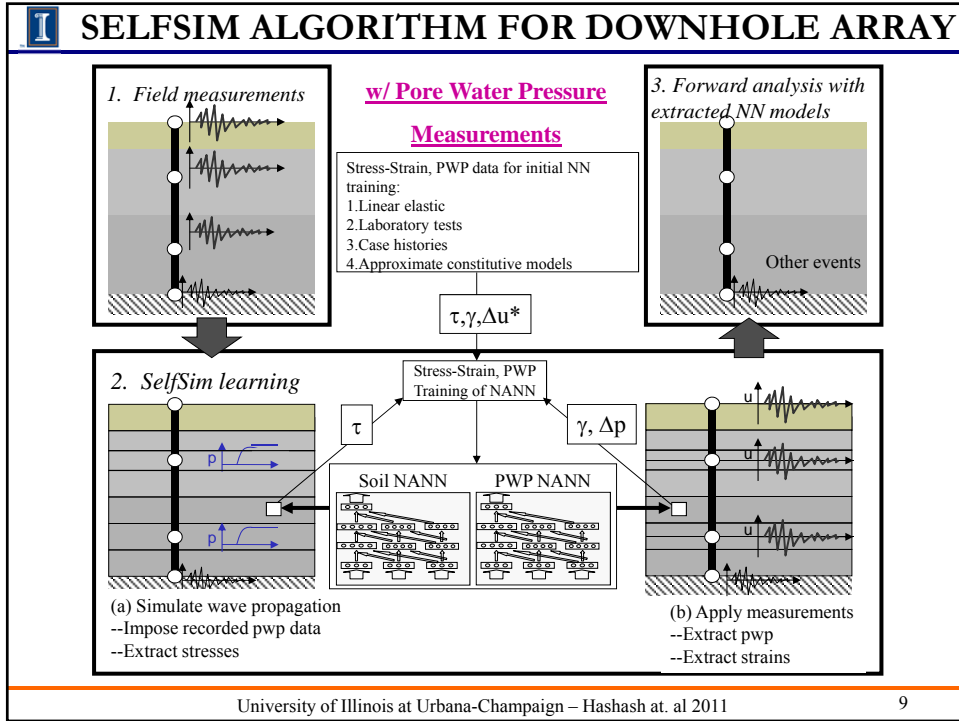 SELFSIM ALGORITHM FOR DOWNHOLE ARRAY
1. Field measurements
w/ Pore Water Pressure
Measurements
Stress-Strain, PWP data for initial NN
training:
1.Linear elastic
2.Laboratory tests
3.Case histories
4.Approximate constitutive models
3. Forward analysis with
extracted NN models
Other events
τ,γ,Δu*
2. SelfSim learning
Stress-Strain, PWP
Training of NANN
τ
γ, Δp
p
p
Soil NANN
PWP NANN
u
u
u
(a) Simulate wave propagation
--Impose recorded pwp data
--Extract stresses
(b) Apply measurements
--Extract pwp
--Extract strains
University of Illinois at Urbana-Champaign – Hashash at. al 2011
9